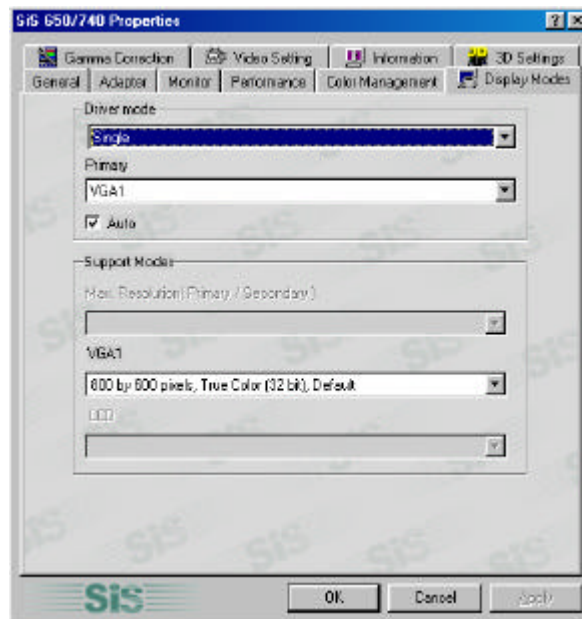 SiS 650/740 Properties
Gamma Correction Video Setting Information 3D Settings
General Adapter Monitor Performance Color Management Display Modes
Driver mode
Single
Primary
VGA1
Auto
Support Modes
Max. Resolution( Primary / Secondary )
VGA1
800 by 600 pixels, True Color (32 bit), Default
SiS
OK Cancel Apply